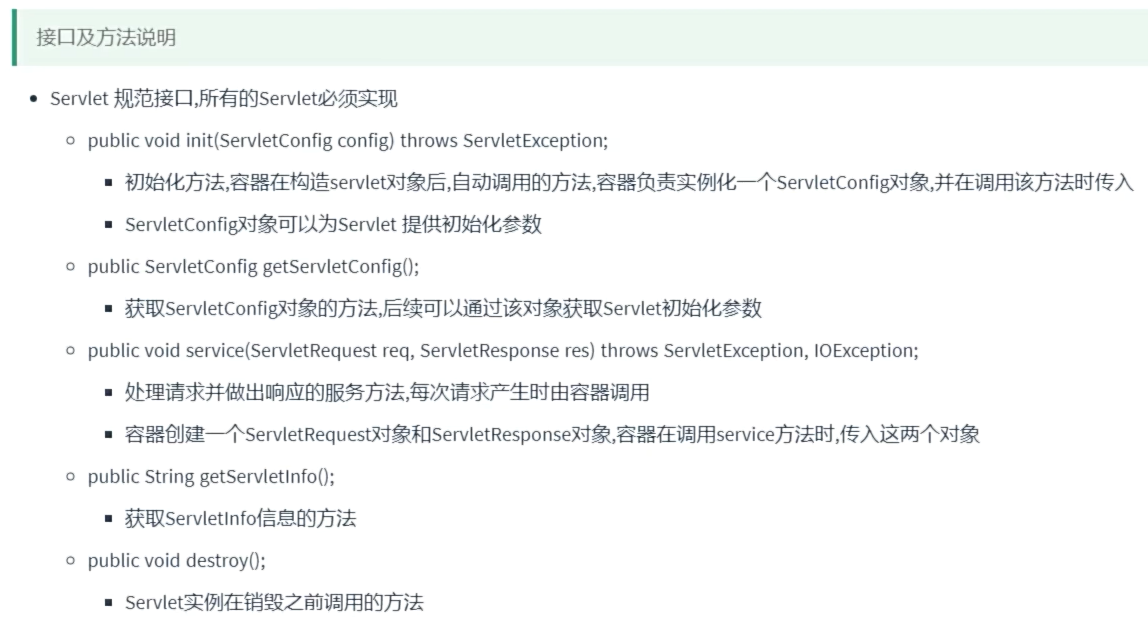 接口及方法说明
Servlet 规范接口,所有的Servlet必须实现
public void init(ServletConfig config) throws ServletException;
初始化方法,容器在构造servlet对象后,自动调用的方法,容器负责实例化一个ServletConfig对象,并在调用该方法时传入
ServletConfig对象可以为Servlet 提供初始化参数
public ServletConfig getServletConfig();
获取ServletConfig对象的方法,后续可以通过该对象获取Servlet初始化参数
public void service(ServletRequest req, ServletResponse res) throws ServletException, IOException;
处理请求并做出响应的服务方法,每次请求产生时由容器调用
容器创建一个ServletRequest对象和ServletResponse对象,容器在调用service方法时,传入这两个对象
public String getServletInfo();
获取ServletInfo信息的方法
public void destroy();
Servlet实例在销毁之前调用的方法